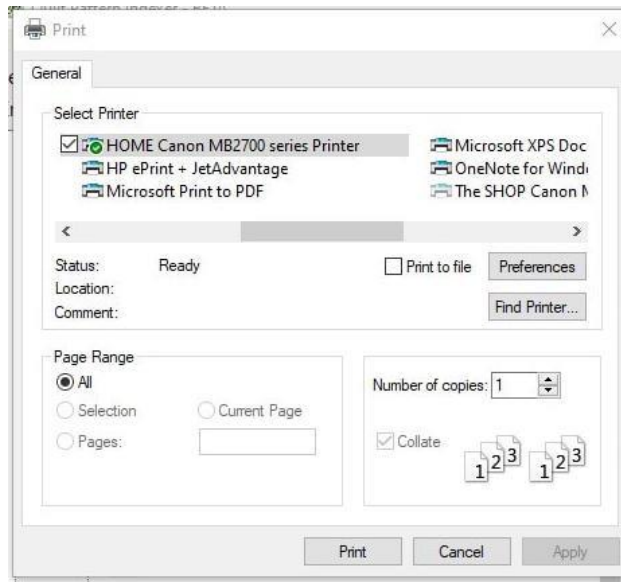 Print
General
Select Printer
HOME Canon MB2700 series Printer
HP ePrint + JetAdvantage
Microsoft Print to PDF
Microsoft XPS Doc
OneNote for Wind
The SHOP Canon
Status: Ready
Location:
Comment:
Print to file
Preferences
Find Printer...
Page Range
All
Selection
Current Page
Pages:
Number of copies: 1
Collate
1 2 3 1 2 3
Print Cancel Apply